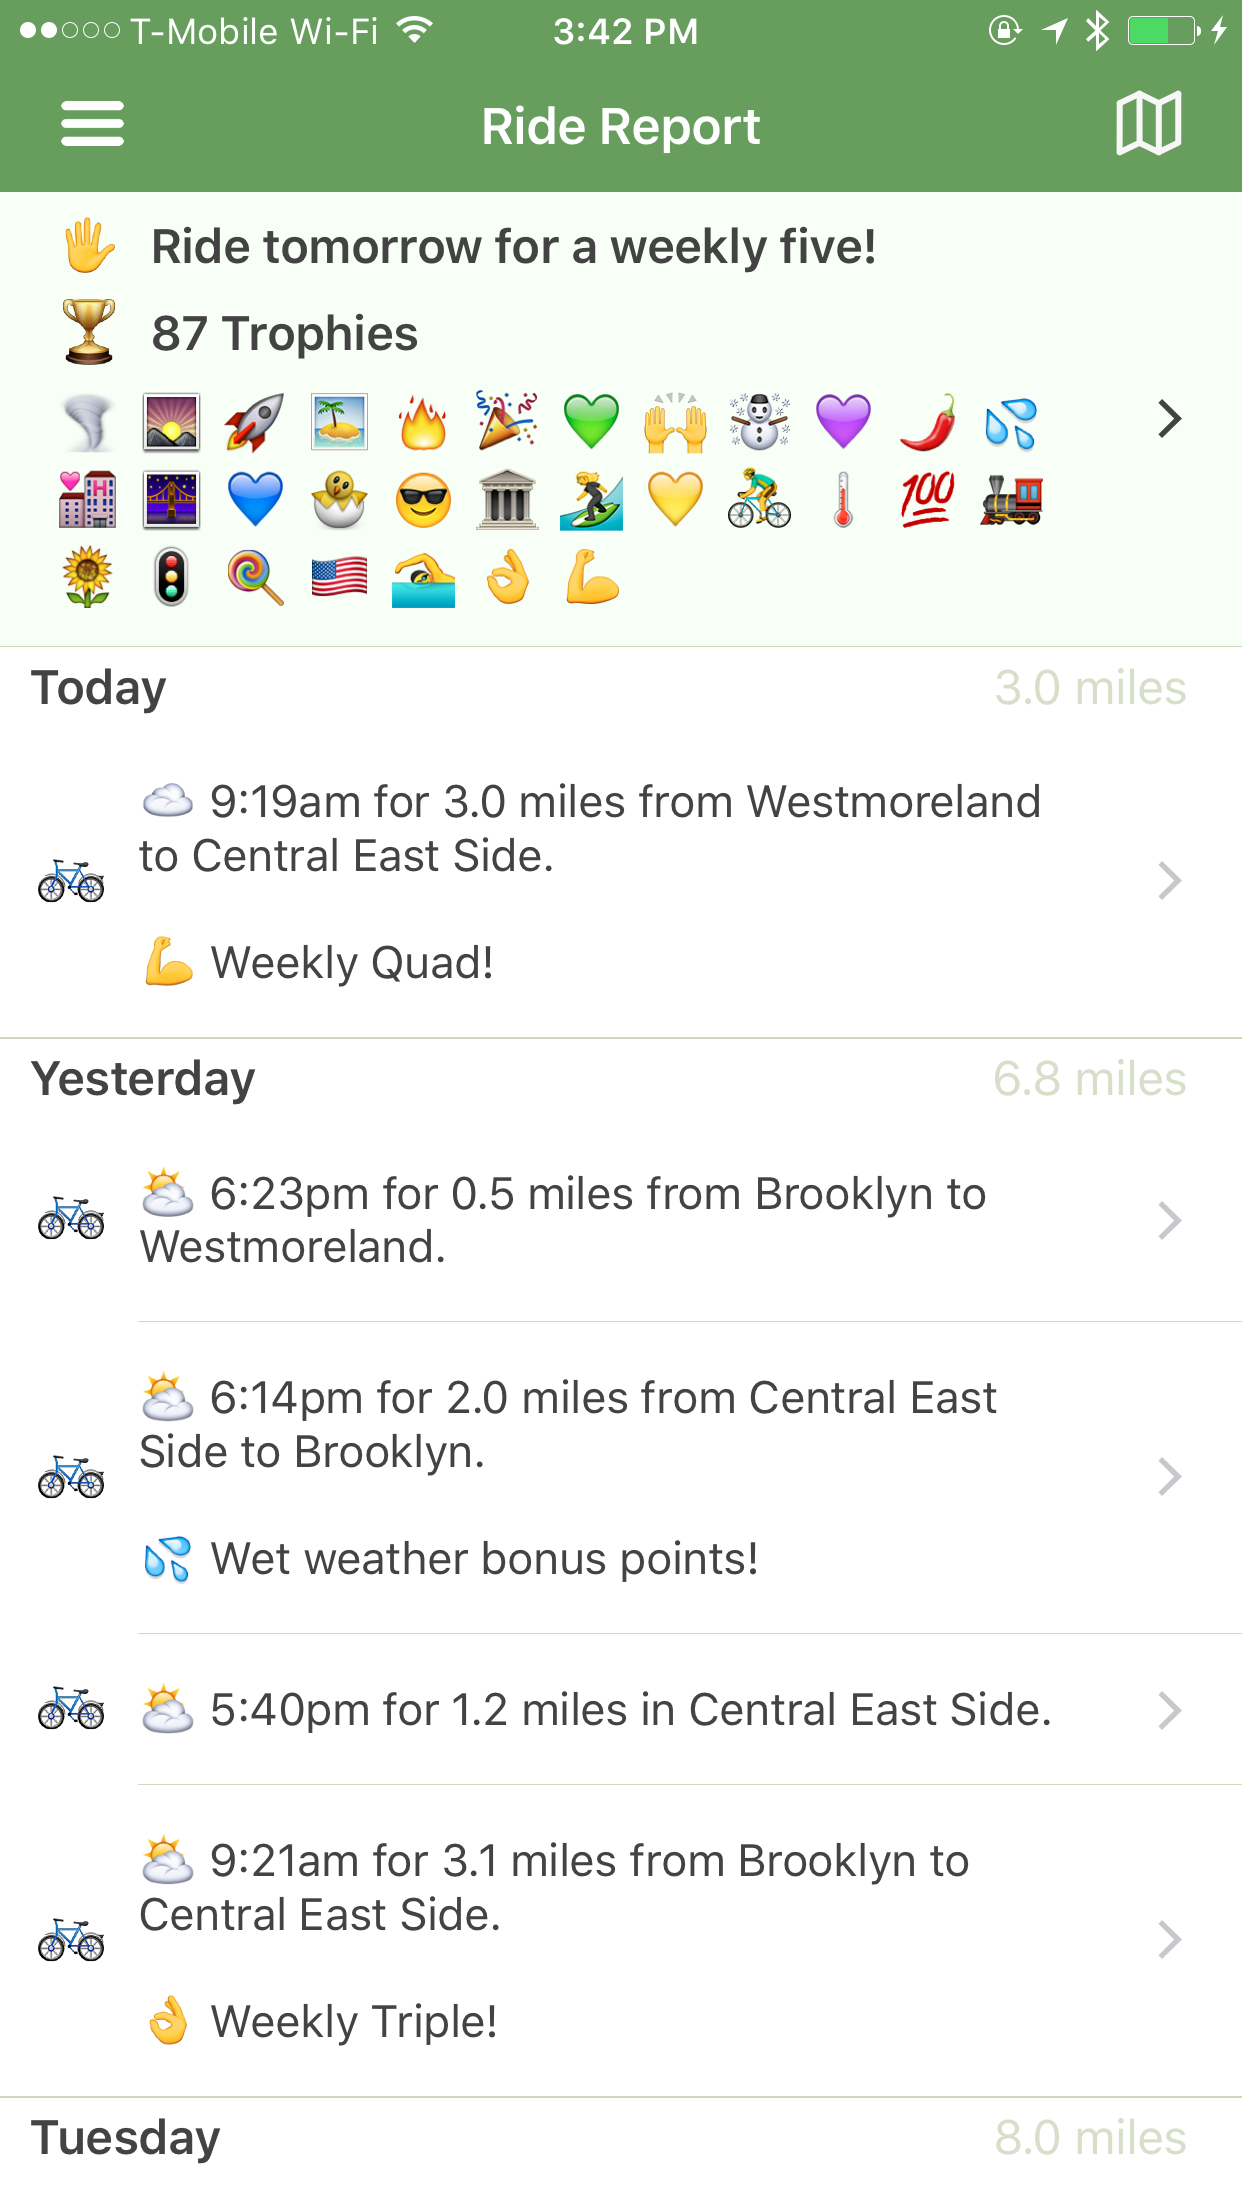 T-Mobile Wi-Fi 3:42 PM
Ride Report
Ride tomorrow for a weekly five!
87 Trophies
Today 3.0 miles
9:19am for 3.0 miles from Westmoreland
to Central East Side.
Weekly Quad!
Yesterday 6.8 miles
6:23pm for 0.5 miles from Brooklyn to
Westmoreland.
6:14pm for 2.0 miles from Central East
Side to Brooklyn.
Wet weather bonus points!
5:40pm for 1.2 miles in Central East Side.
9:21am for 3.1 miles from Brooklyn to
Central East Side.
Weekly Triple!
Tuesday 8.0 miles